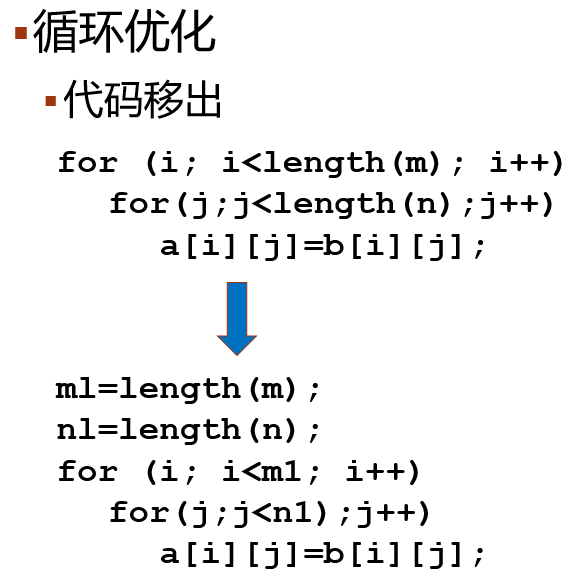 ▪循环优化
▪代码移出
for (i; i<length(m); i++)
for(j;j<length(n);j++)
a[i][j]=b[i][j];
ml=length(m);
nl=length(n);
for (i; i<m1; i++)
for(j;j<n1);j++)
a[i][j]=b[i][j];